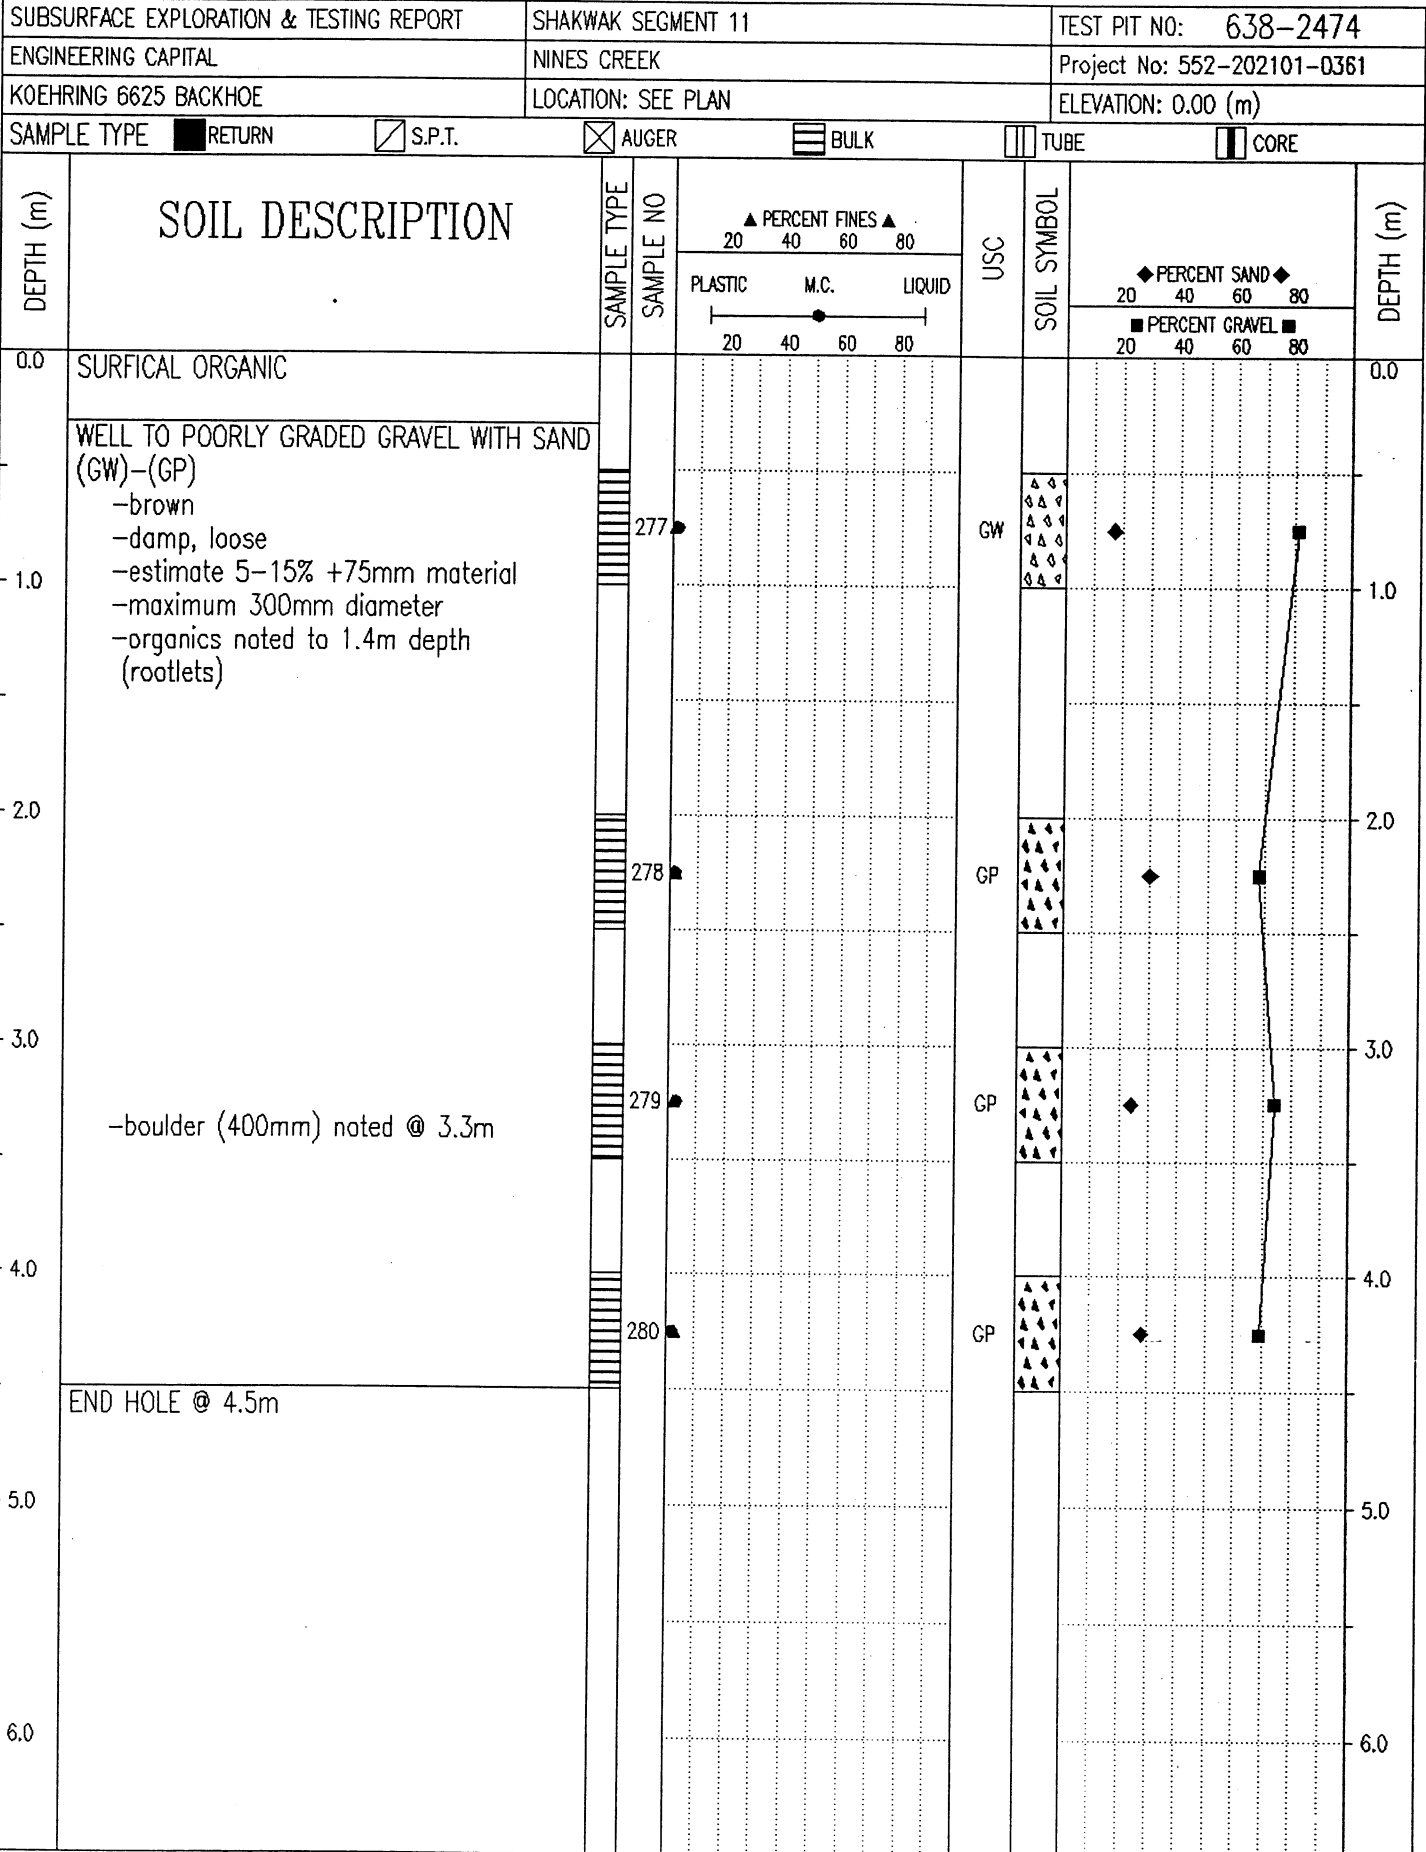 SUBSURFACE EXPLORATION & TESTING REPORT
SHAKWAK SEGMENT 11
TEST PIT NO: 638-2474
ENGINEERING CAPITAL
NINES CREEK
Project No: 552-202101-0361
KOEHRING 6625 BACKHOE
LOCATION: SEE PLAN
ELEVATION: 0.00 (m)
SAMPLE TYPE RETURN S.P.T. AUGER BULK TUBE CORE
DEPTH (m)
SOIL DESCRIPTION
SAMPLE TYPE
SAMPLE NO
▲ PERCENT FINES ▲
20 40 60 80
PLASTIC M.C. LIQUID
20 40 60 80
USC
SOIL SYMBOL
◆ PERCENT SAND ◆
20 40 60 80
■ PERCENT GRAVEL ■
20 40 60 80
DEPTH (m)
0.0
SURFICAL ORGANIC
0.0
WELL TO POORLY GRADED GRAVEL WITH SAND
(GW)-(GP)
-brown
277
GW
-damp, loose
-estimate 5-15% +75mm material
1.0
1.0
-maximum 300mm diameter
-organics noted to 1.4m depth
(rootlets)
2.0
2.0
278
GP
3.0
3.0
279
GP
-boulder (400mm) noted @ 3.3m
4.0
4.0
280
GP
END HOLE @ 4.5m
5.0
5.0
6.0
6.0